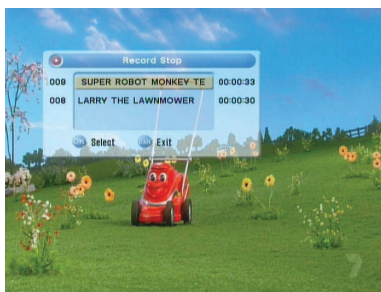 Record Stop
009 SUPER ROBOT MONKEY TE 00:00:33
008 LARRY THE LAWNMOWER 00:00:30
Select Exit